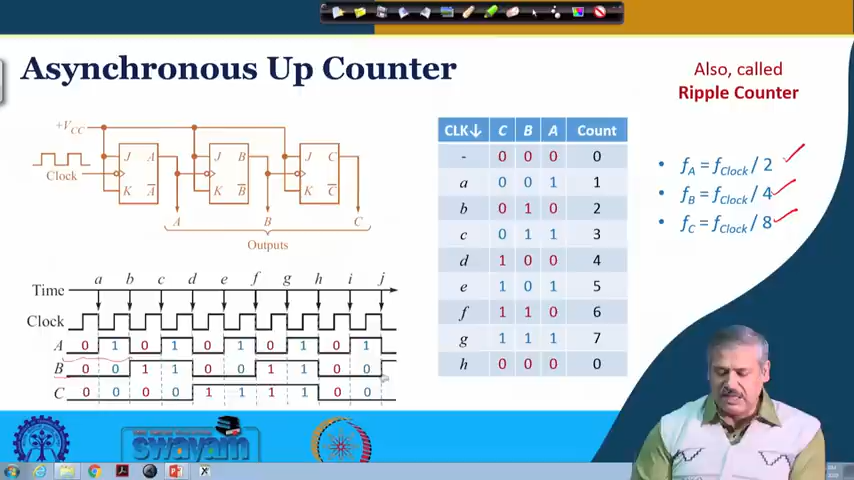 Asynchronous Up Counter
Also, called
Ripple Counter
+VCC
J A J B J C
Clock
K A̅ K B̅ K C̅
A B C
Outputs
Time a b c d e f g h i j
Clock
A 0 1 0 1 0 1 0 1 0 1
B 0 0 1 1 0 0 1 1 0 0
C 0 0 0 0 1 1 1 1 0 0
CLK↓ C B A Count
- 0 0 0 0
a 0 0 1 1
b 0 1 0 2
c 0 1 1 3
d 1 0 0 4
e 1 0 1 5
f 1 1 0 6
g 1 1 1 7
h 0 0 0 0
• fA = fClock / 2
• fB = fClock / 4
• fC = fClock / 8
swayam